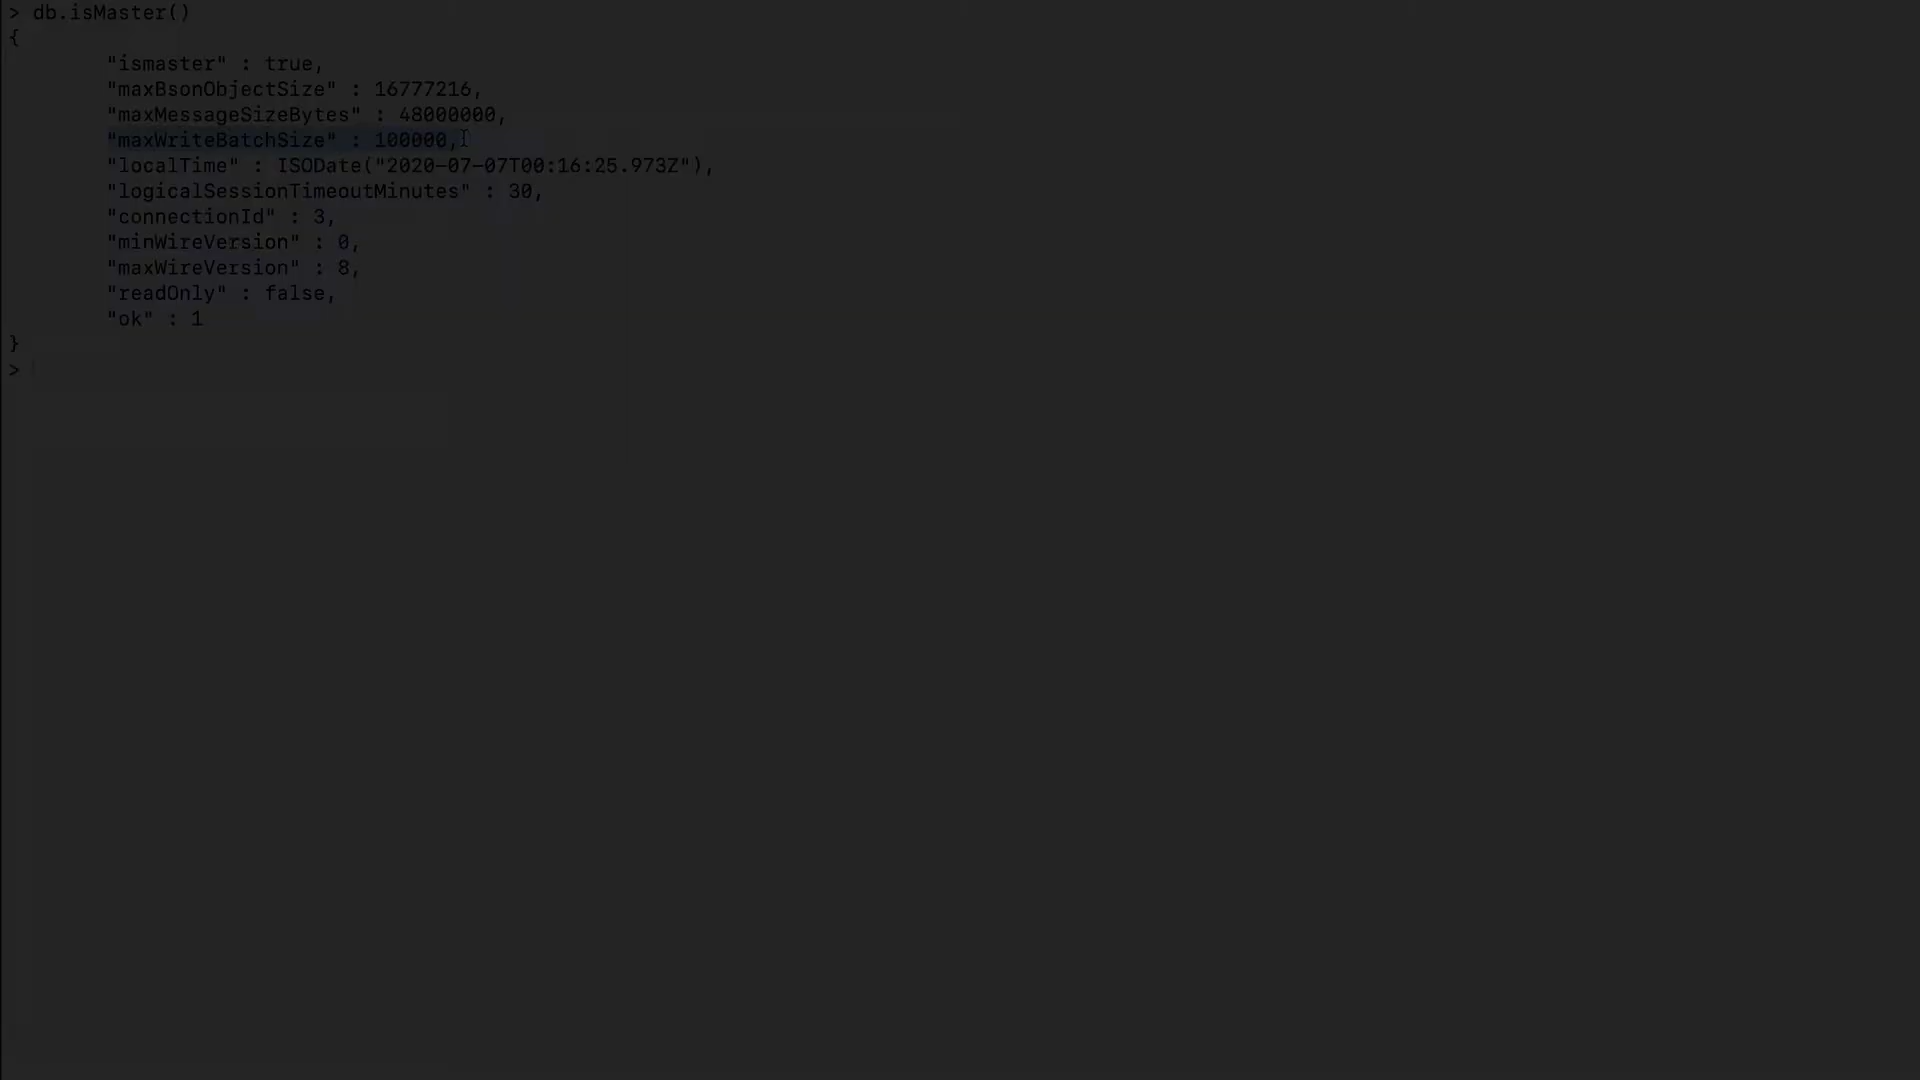 > db.isMaster()
{
"ismaster" : true,
"maxBsonObjectSize" : 16777216,
"maxMessageSizeBytes" : 48000000,
"maxWriteBatchSize" : 100000,
"localTime" : ISODate("2020-07-07T00:16:25.973Z"),
"logicalSessionTimeoutMinutes" : 30,
"connectionId" : 3,
"minWireVersion" : 0,
"maxWireVersion" : 8,
"readOnly" : false,
"ok" : 1
}
>